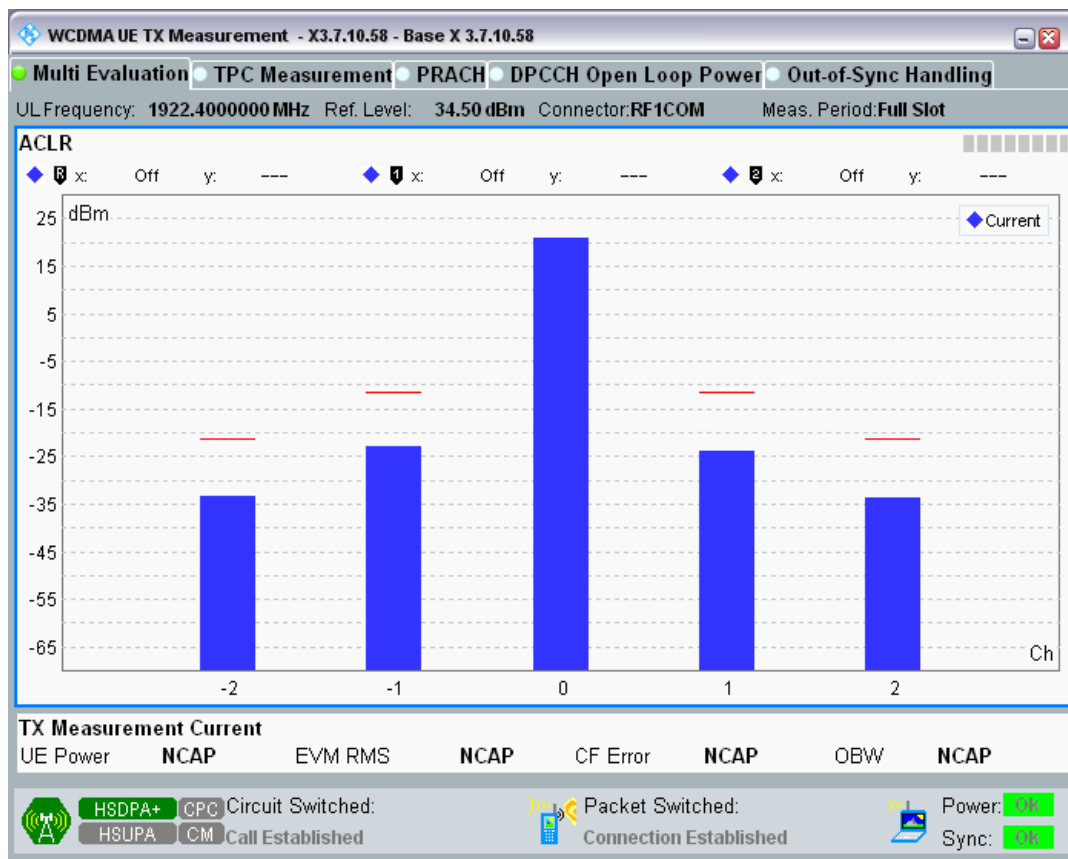 WCDMA UE TX Measurement - X3.7.10.58 - Base X 3.7.10.58
Multi Evaluation TPC Measurement PRACH DPCCH Open Loop Power Out-of-Sync Handling
UL Frequency: 1922.4000000 MHz Ref. Level: 34.50 dBm Connector:RF1COM Meas. Period:Full Slot
ACLR
R x: Off y: --- 1 x: Off y: --- 2 x: Off y: ---
dBm
Current
25
15
5
-5
-15
-25
-35
-45
-55
-65
Ch
-2 -1 0 1 2
TX Measurement Current
UE Power NCAP EVM RMS NCAP CF Error NCAP OBW NCAP
HSDPA+ CPC Circuit Switched: Packet Switched: Power: OK
HSUPA CM Call Established Connection Established Sync: OK